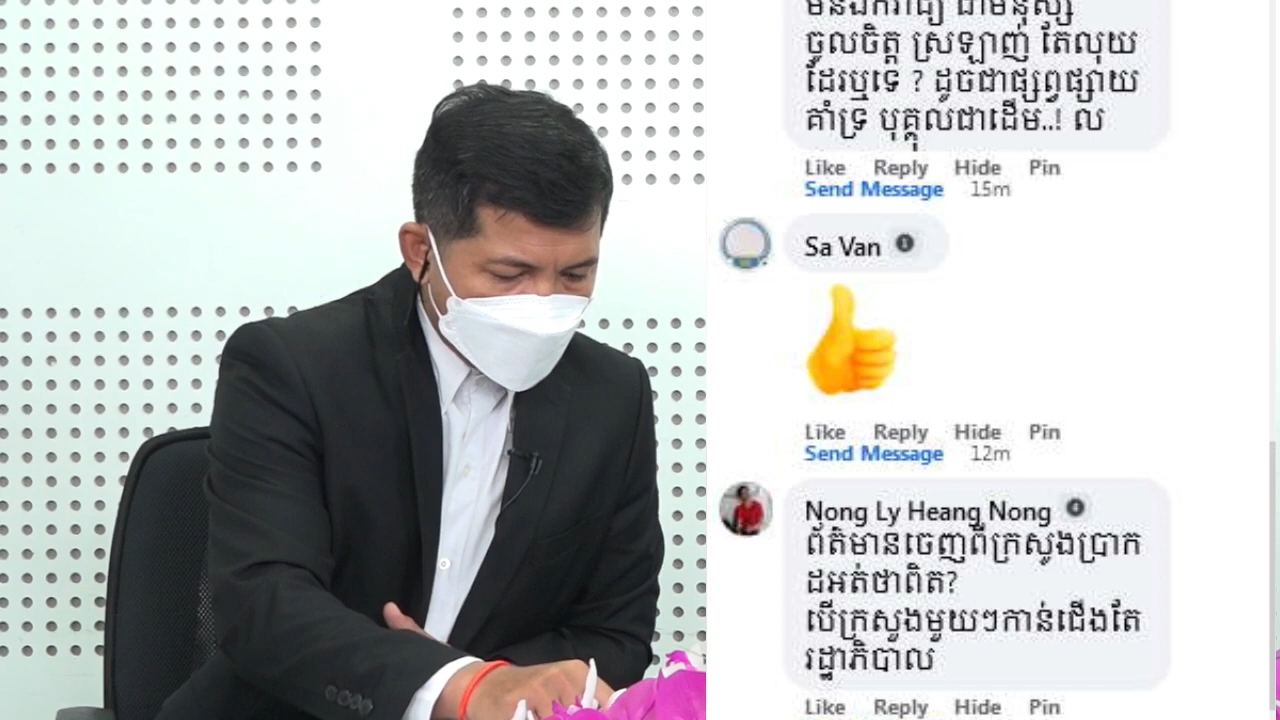 ចូលចិត្ត ស្រឡាញ់ តែលុយ
ដែរឬទេ ? ដូចជាផ្សព្វផ្សាយ
គាំទ្រ បុគ្គលជាដើម..! ល
Like Reply Hide Pin
Send Message 15m
Sa Van
Like Reply Hide Pin
Send Message 12m
Nong Ly Heang Nong
ព័ត៌មានចេញពីក្រសួងប្រាក
ដអត់ថាពិត?
បើក្រសួងមួយៗកាន់ជើងតែ
រដ្ឋាភិបាល
Like Reply Hide Pin